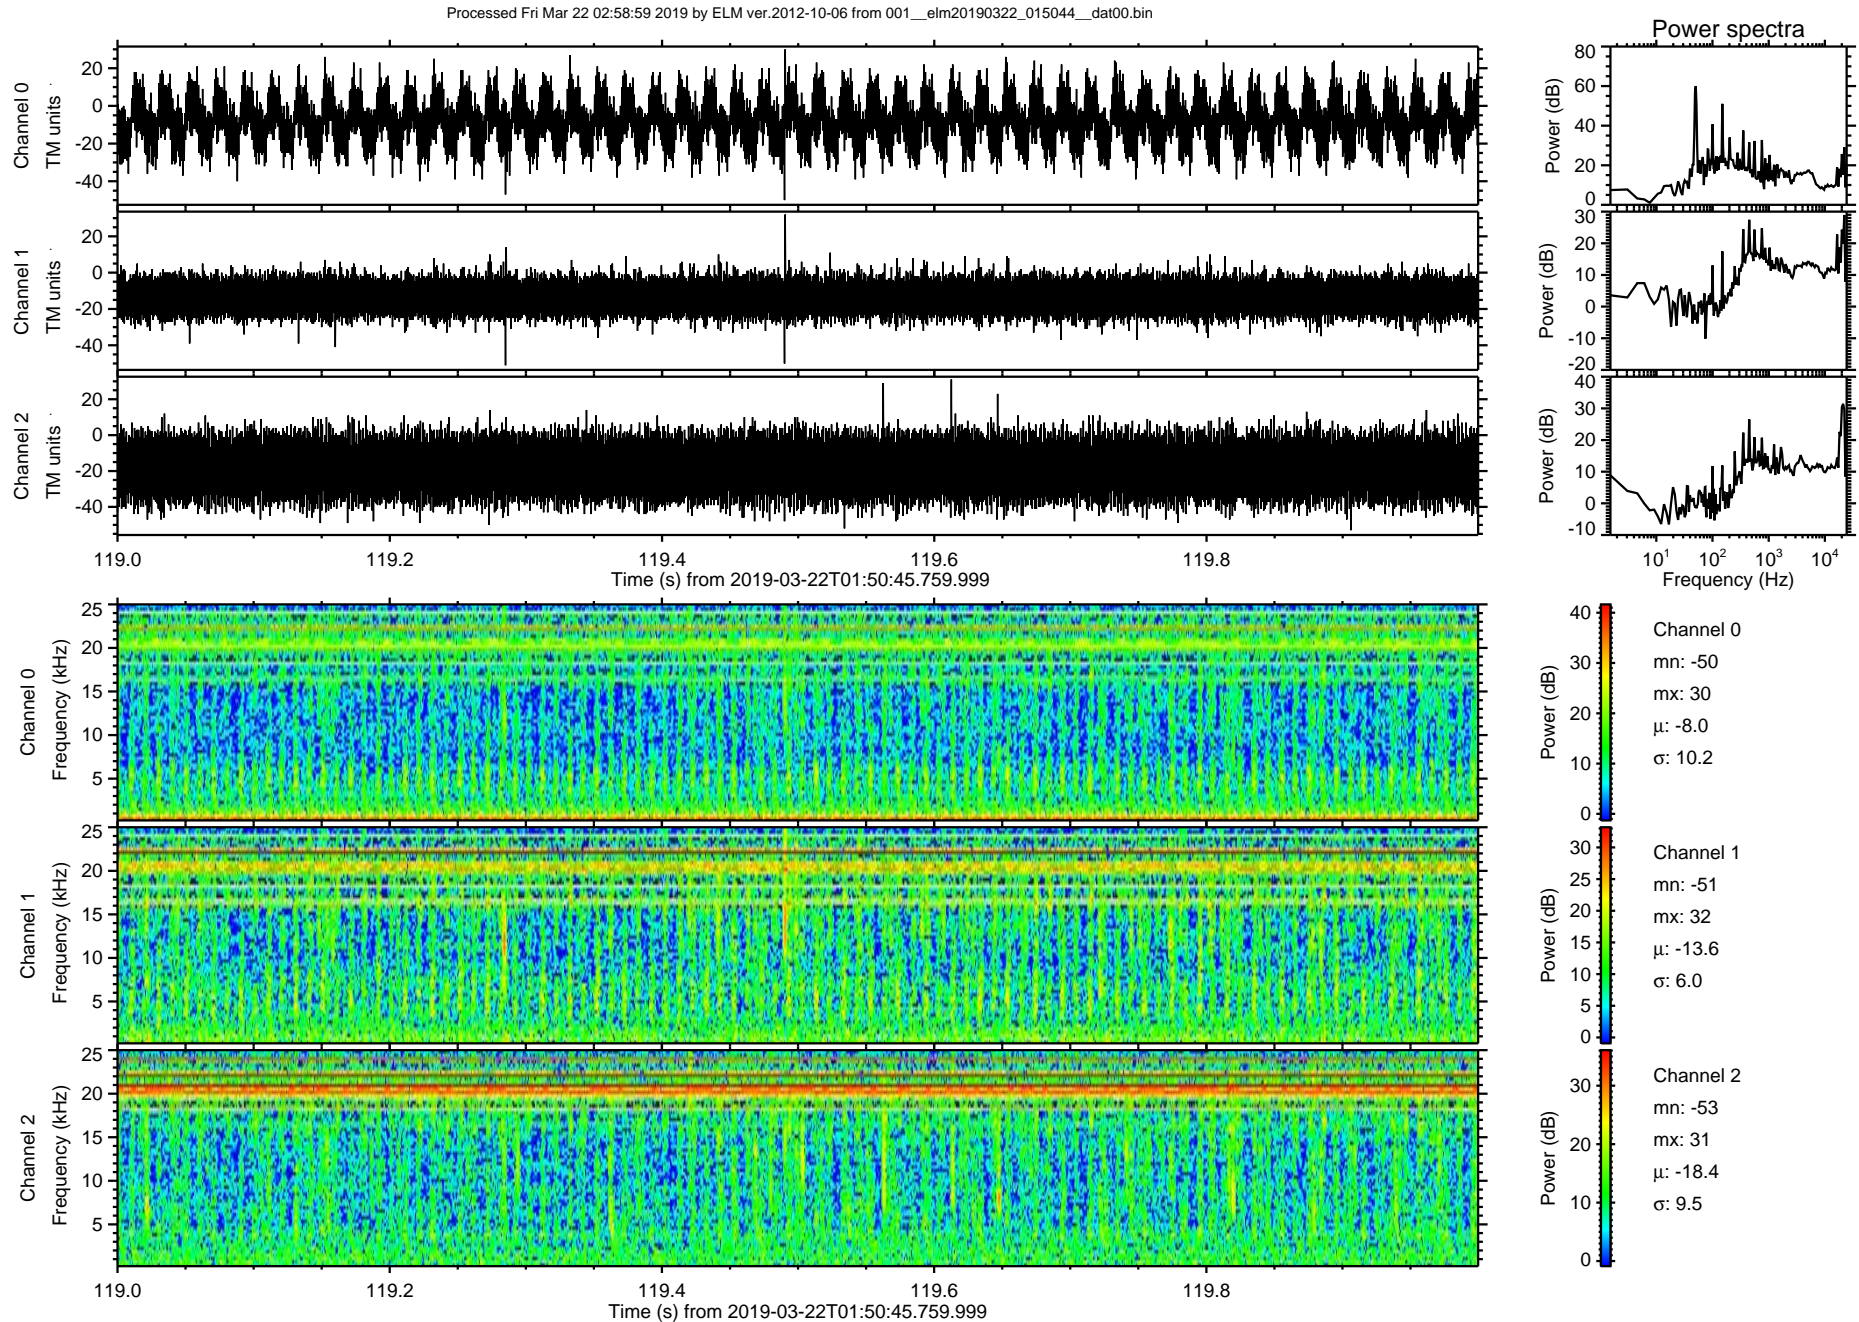 Processed Fri Mar 22 02:58:59 2019 by ELM ver.2012-10-06 from 001__elm20190322_015044__dat00.bin
Power spectra
Channel 0
TM units
20
0
-20
-40
Power (dB)
80
60
40
20
0
Channel 1
TM units
20
0
-20
-40
Power (dB)
30
20
10
0
-10
-20
Channel 2
TM units
20
0
-20
-40
Power (dB)
40
30
20
10
0
-10
119.0 119.2 119.4 119.6 119.8
Time (s) from 2019-03-22T01:50:45.759.999
10¹ 10² 10³ 10⁴
Frequency (Hz)
Channel 0
Frequency (kHz)
25
20
15
10
5
Power (dB)
40
30
20
10
0
Channel 0
mn: -50
mx: 30
μ: -8.0
σ: 10.2
Channel 1
Frequency (kHz)
25
20
15
10
5
Power (dB)
30
25
20
15
10
5
0
Channel 1
mn: -51
mx: 32
μ: -13.6
σ: 6.0
Channel 2
Frequency (kHz)
25
20
15
10
5
Power (dB)
30
20
10
0
Channel 2
mn: -53
mx: 31
μ: -18.4
σ: 9.5
119.0 119.2 119.4 119.6 119.8
Time (s) from 2019-03-22T01:50:45.759.999